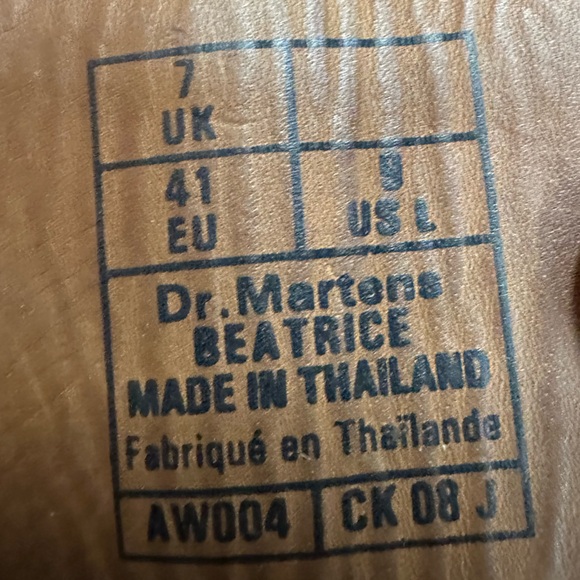 7
UK
41
EU
9
US L
Dr.Martens
BEATRICE
MADE IN THAILAND
Fabriqué en Thaïlande
AW004
CK 08 J